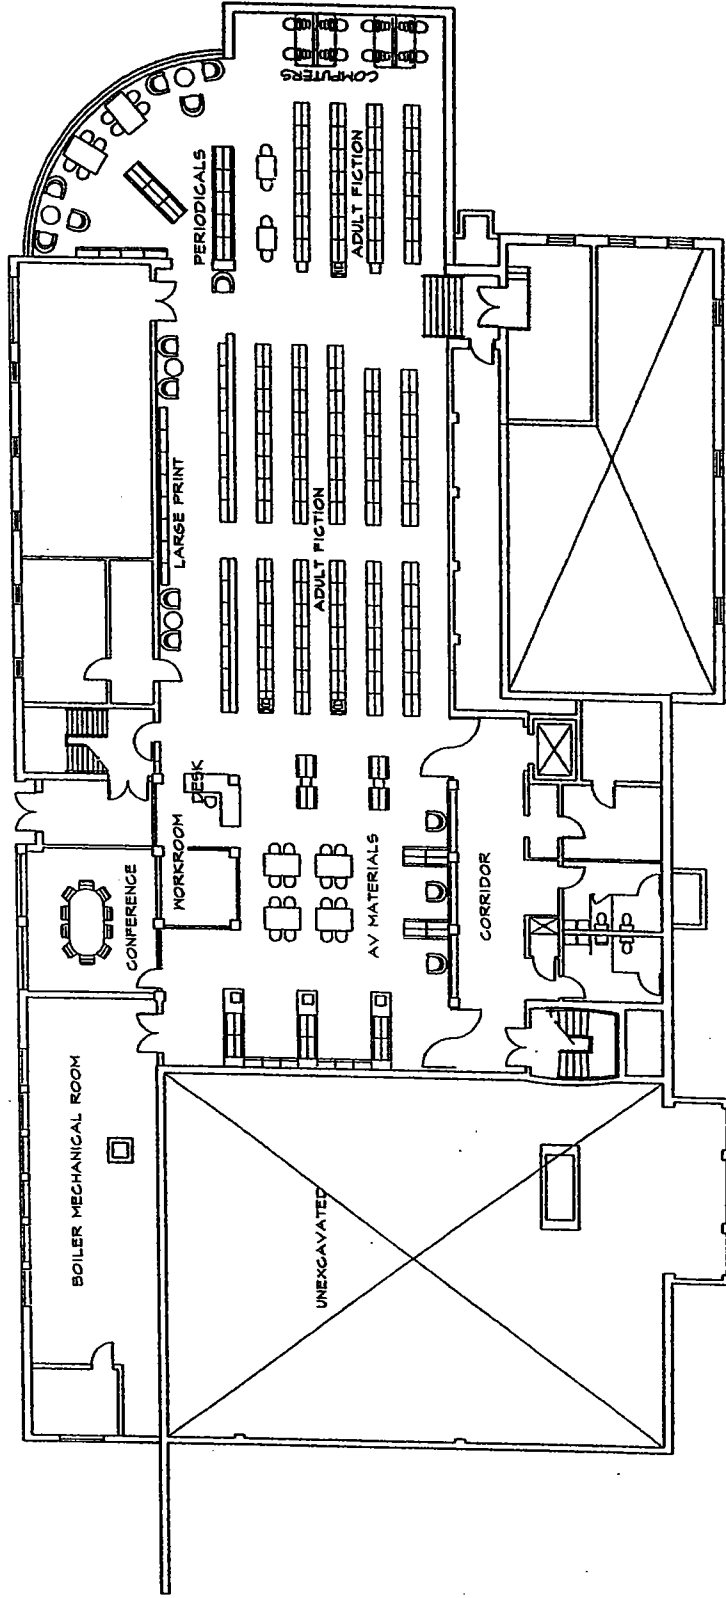 COMPUTERS
PERIODICALS
ADULT FICTION
LARGE PRINT
ADULT FICTION
DESK
WORKROOM
CONFERENCE
AV MATERIALS
CORRIDOR
BOILER MECHANICAL ROOM
UNEXCAVATED